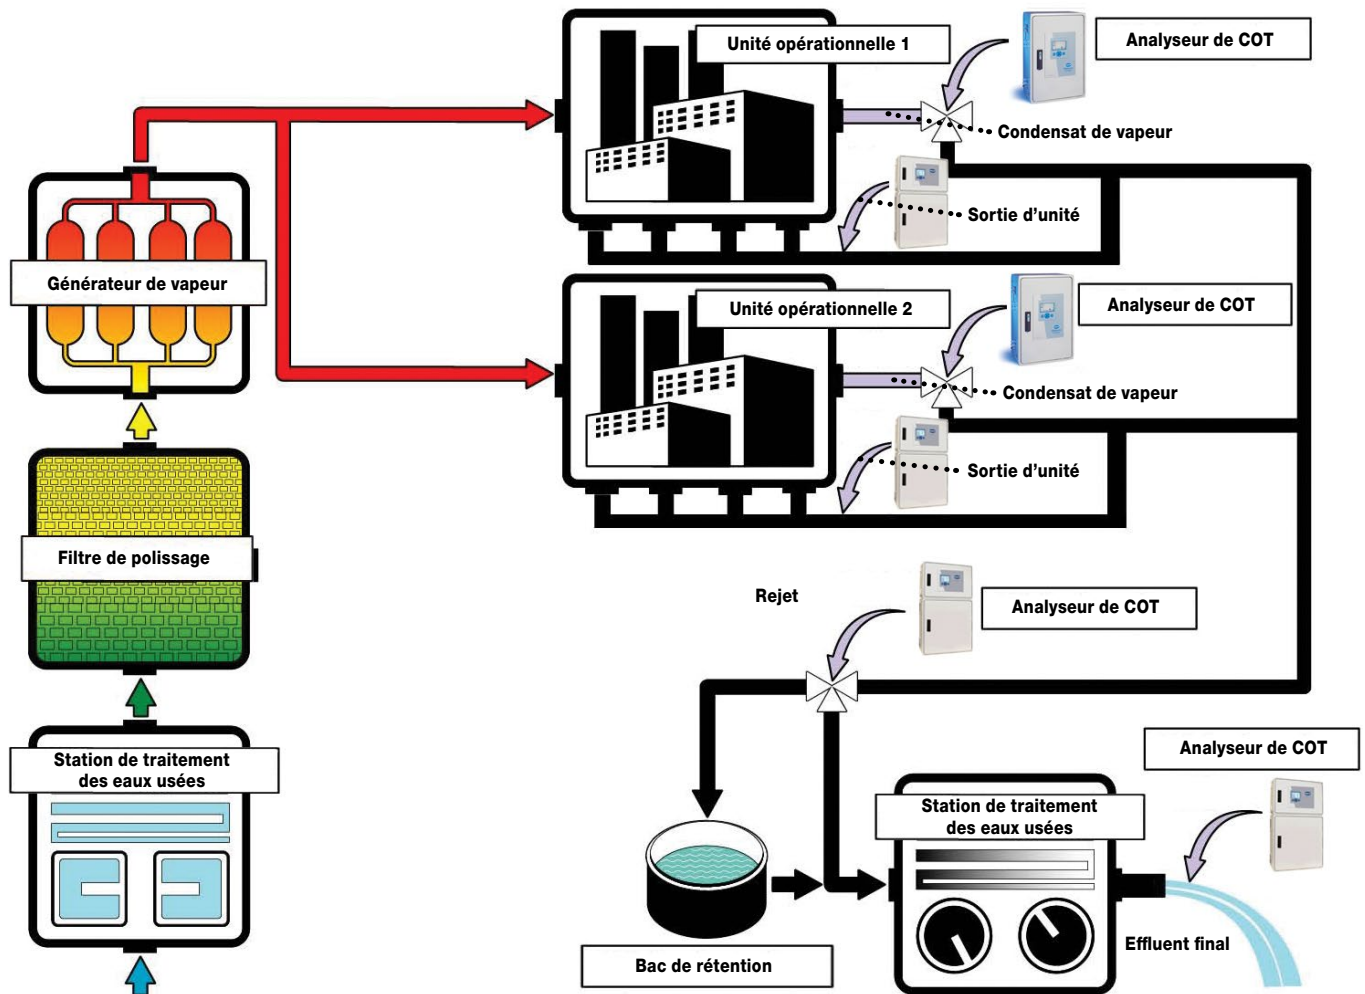 Unité opérationnelle 1
Analyseur de COT
Condensat de vapeur
Sortie d'unité
Générateur de vapeur
Unité opérationnelle 2
Analyseur de COT
Condensat de vapeur
Sortie d'unité
Filtre de polissage
Rejet
Analyseur de COT
Station de traitement
des eaux usées
Analyseur de COT
Station de traitement
des eaux usées
Effluent final
Bac de rétention